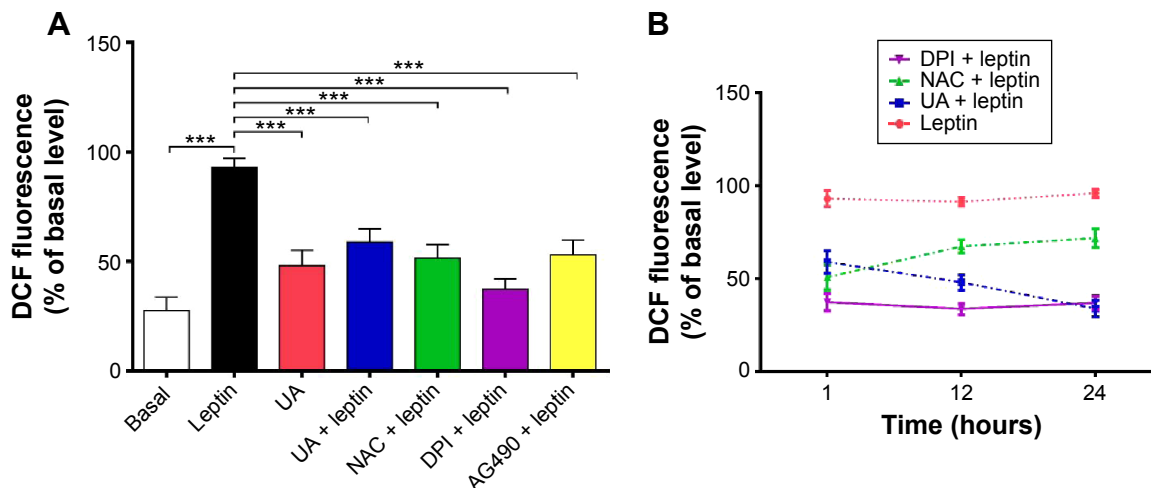 A
DCF fluorescence
(% of basal level)
150
100
50
0
***
***
***
***
***
***
Basal
Leptin
UA
UA + leptin
NAC + leptin
DPI + leptin
AG490 + leptin
B
DPI + leptin
NAC + leptin
UA + leptin
Leptin
DCF fluorescence
(% of basal level)
150
100
50
0
1 12 24
Time (hours)